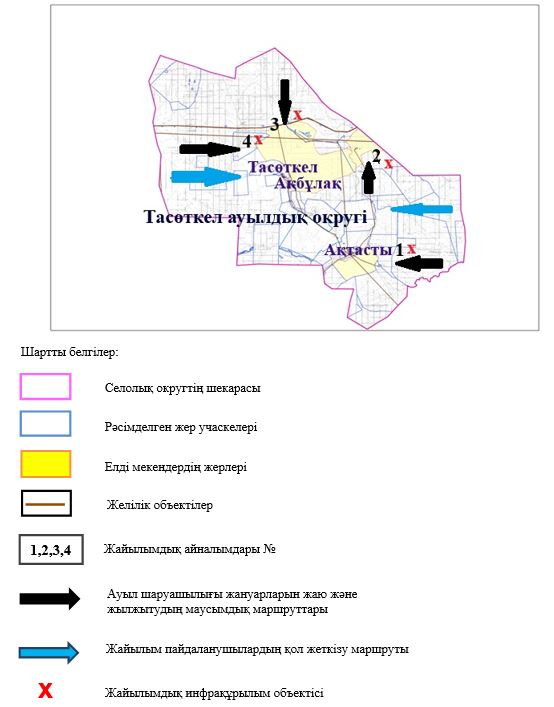 3 X
4 X
2 X
Тасөткел
Ақбұлақ
Тасөткел ауылдық округі
Ақтасты 1 X
Шартты белгілер:
Селолық округтің шекарасы
Рәсімделген жер учаскелері
Елді мекендердің жерлері
Желілік объектілер
1,2,3,4 Жайылымдық айналымдары №
Ауыл шаруашылығы жануарларын жаю және
жылжытудың маусымдық маршруттары
Жайылым пайдаланушылардың қол жеткізу маршруты
X Жайылымдық инфрақұрылым объектісі